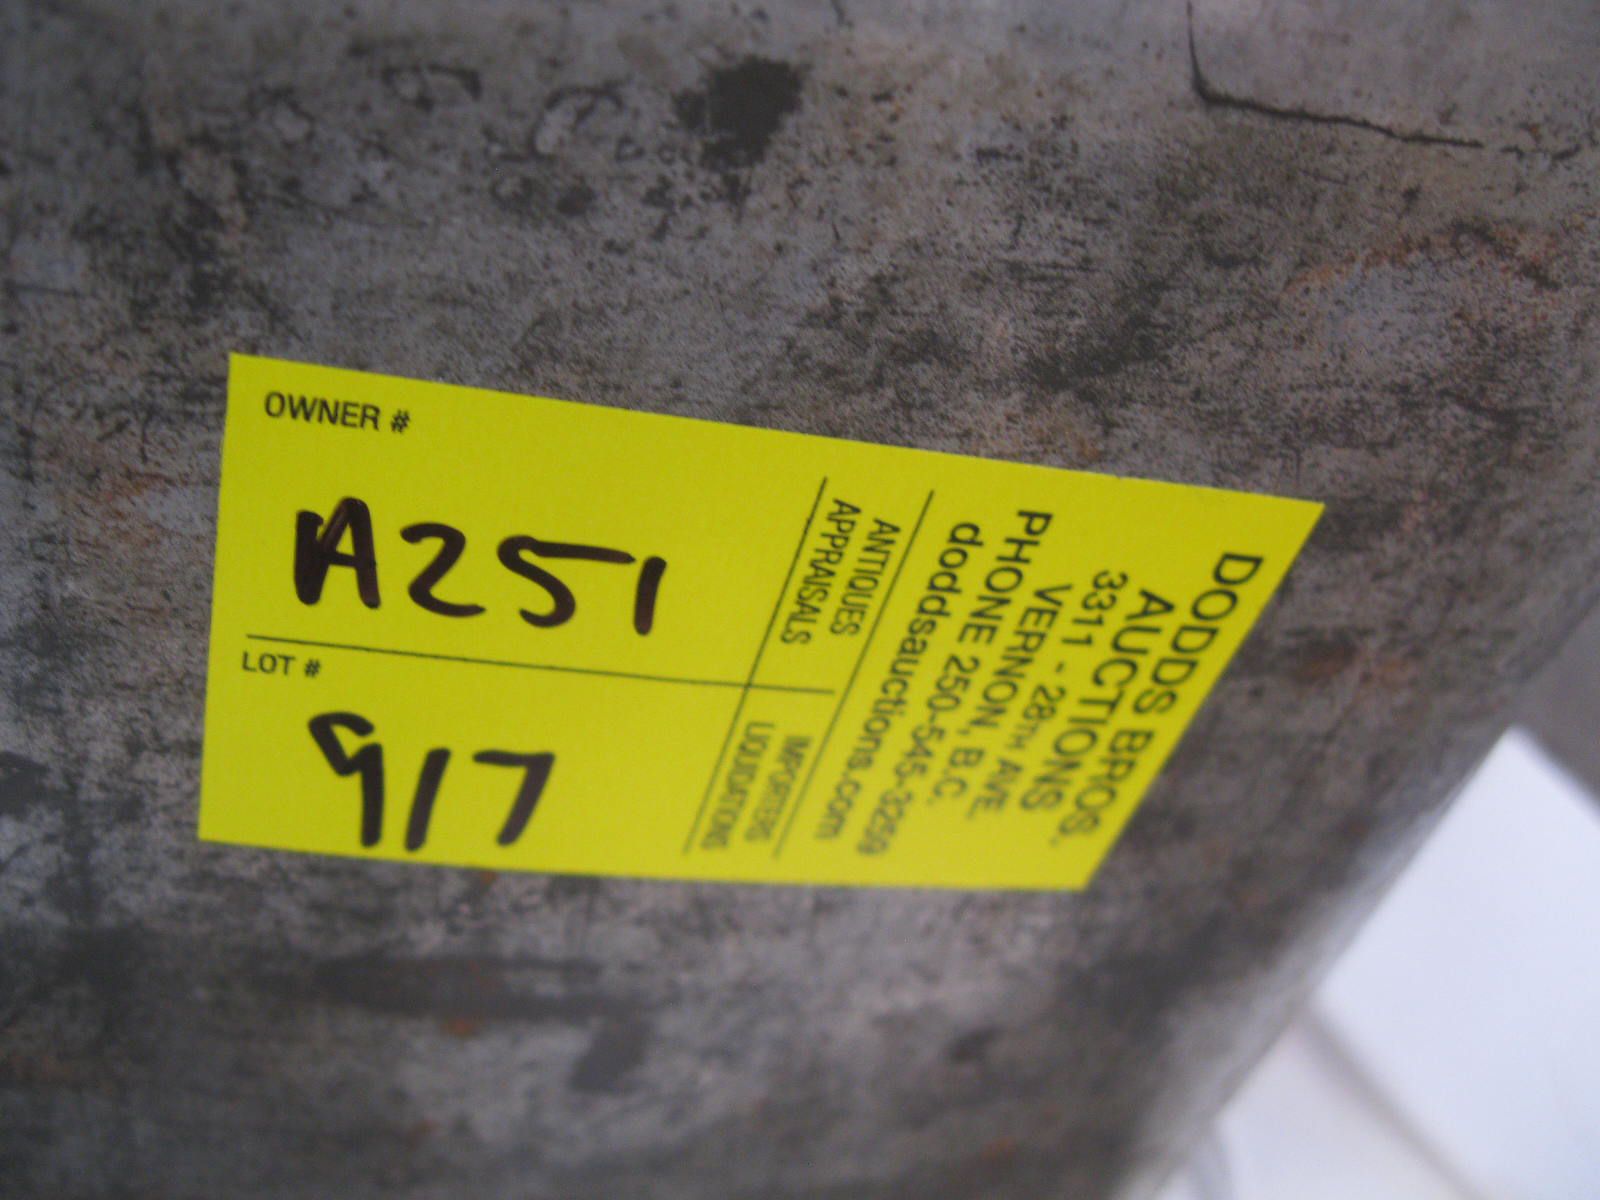 OWNER #
A251
LOT #
917
ANTIQUES
APPRAISALS
IMPORTERS
LIQUIDATIONS
DODDS BROS.
AUCTIONS
3311 - 28TH AVE.
VERNON, B.C.
PHONE 250-545-3259
doddsauctions.com